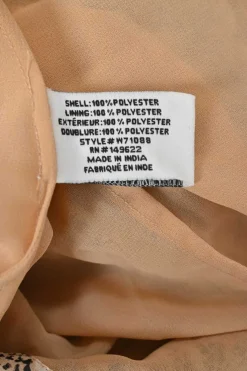 SHELL: 100% POLYESTER
LINING: 100% POLYESTER
EXTÉRIEUR: 100 % POLYESTER
DOUBLURE: 100 % POLYESTER
STYLE# W71088
RN# 149622
MADE IN INDIA
FABRIQUÉ EN INDE